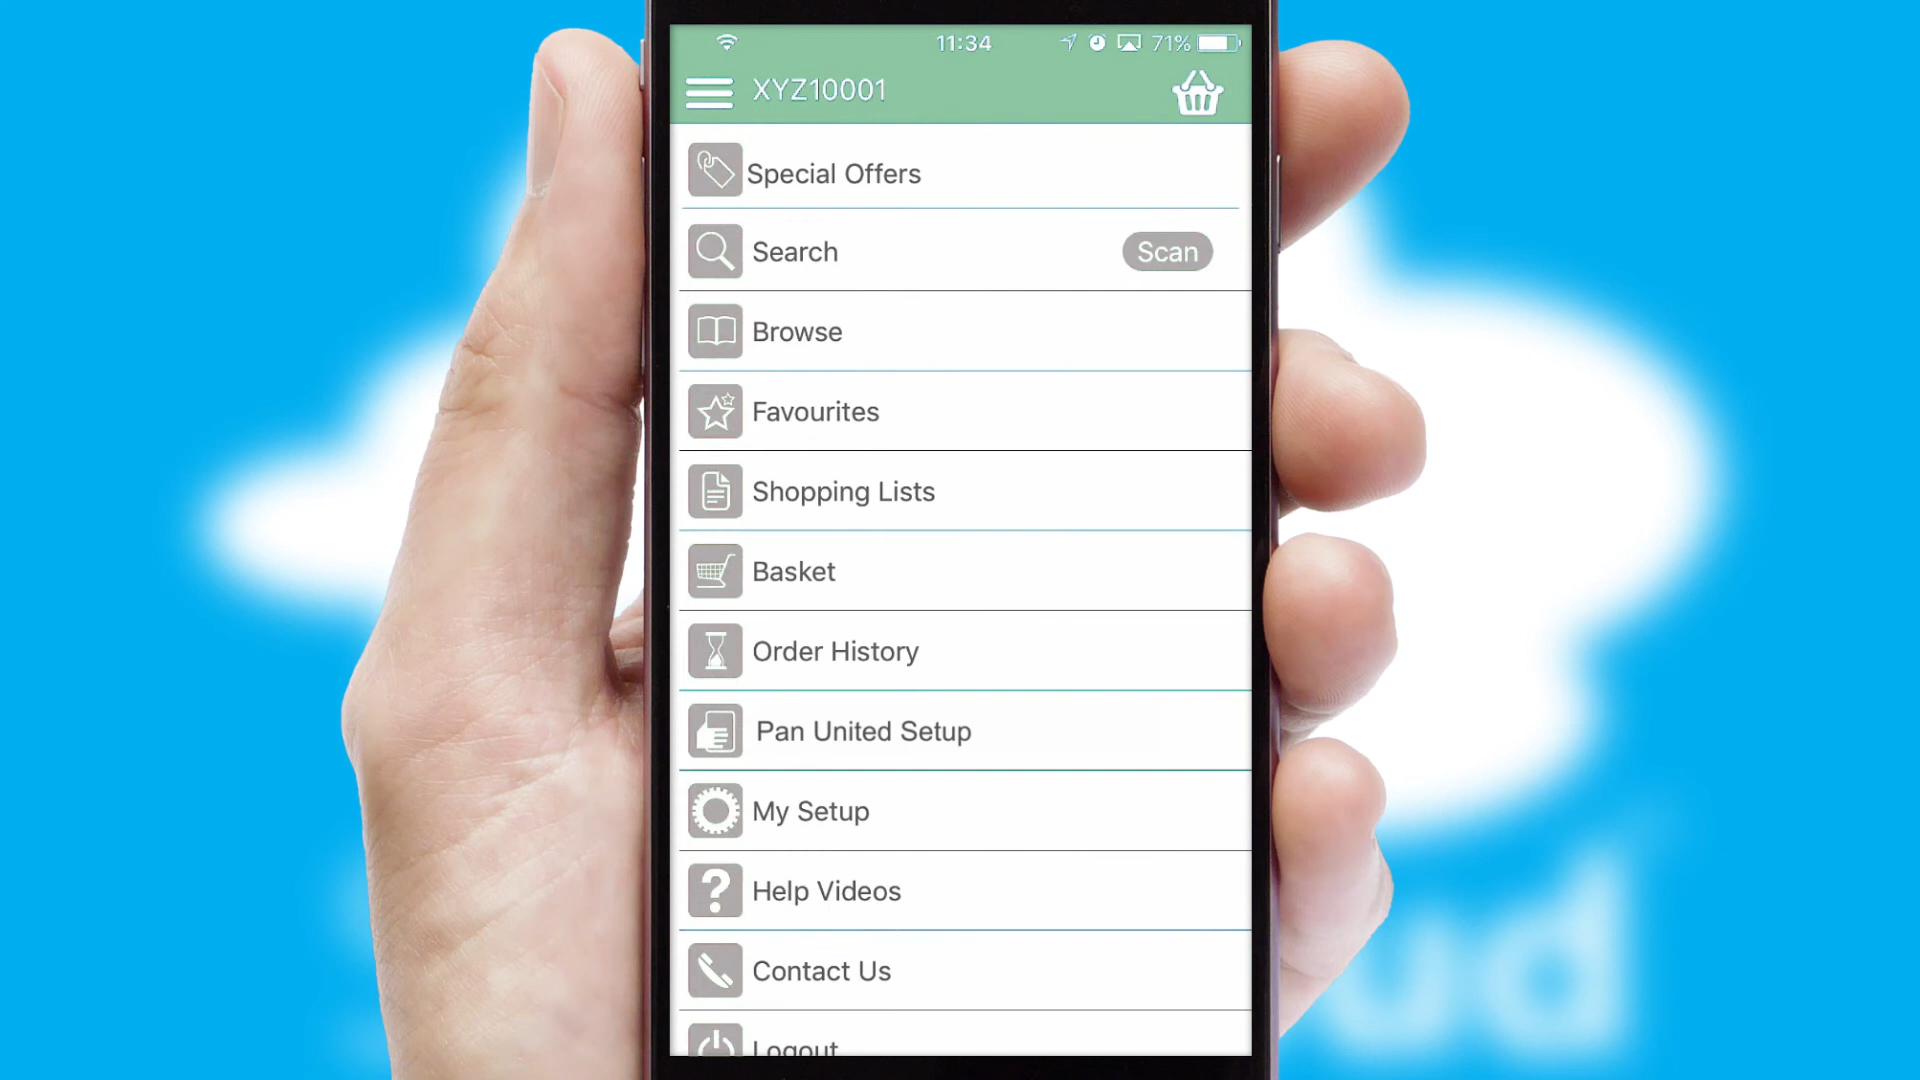 11:34 71%
XYZ10001
Special Offers
Search Scan
Browse
Favourites
Shopping Lists
Basket
Order History
Pan United Setup
My Setup
Help Videos
Contact Us
Logout
ud